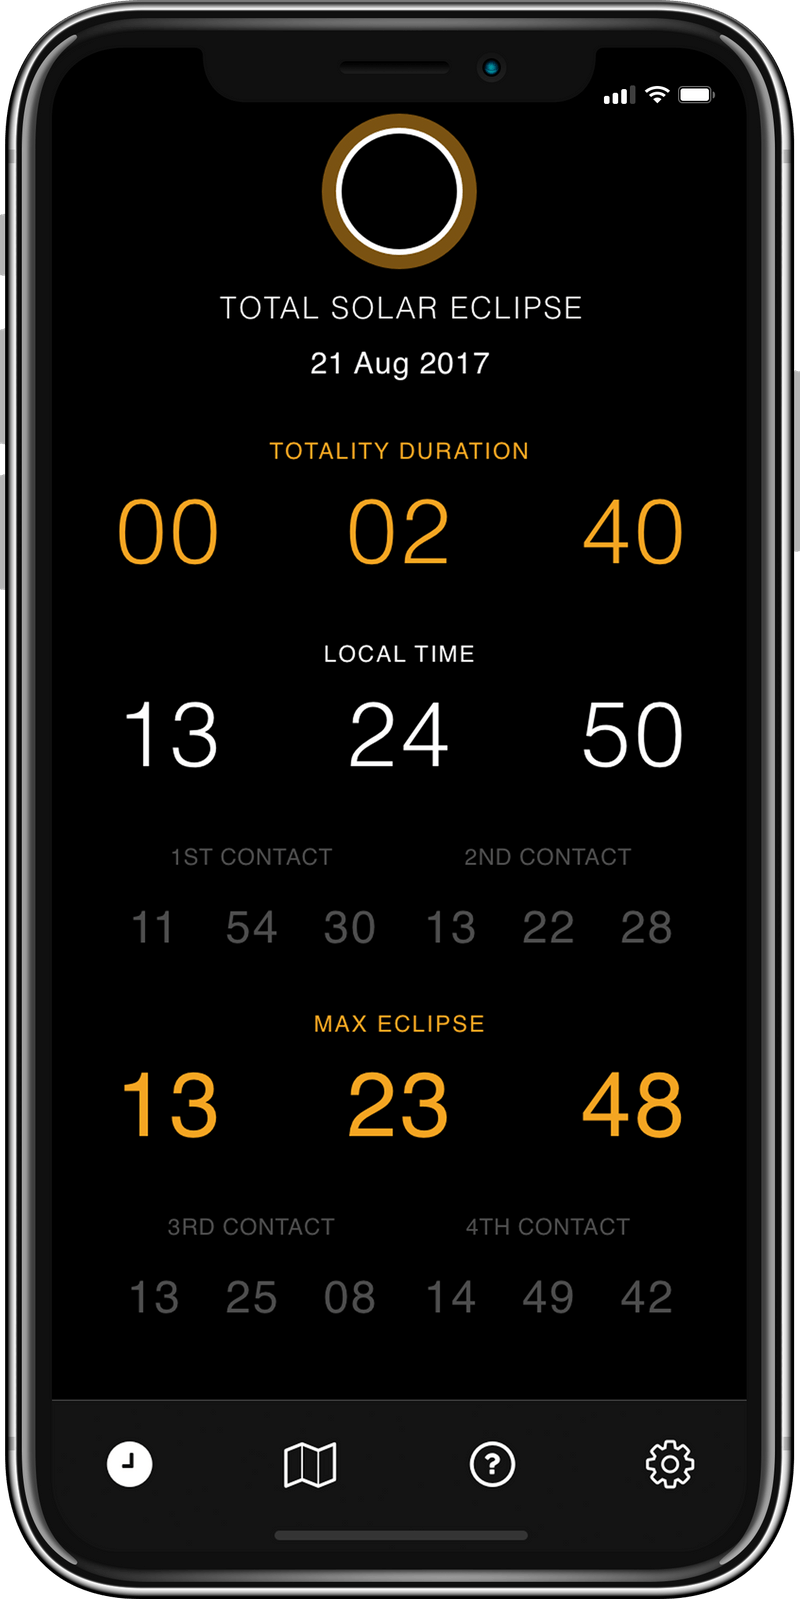 TOTAL SOLAR ECLIPSE
21 Aug 2017
TOTALITY DURATION
00 02 40
LOCAL TIME
13 24 50
1ST CONTACT 2ND CONTACT
11 54 30 13 22 28
MAX ECLIPSE
13 23 48
3RD CONTACT 4TH CONTACT
13 25 08 14 49 42
?